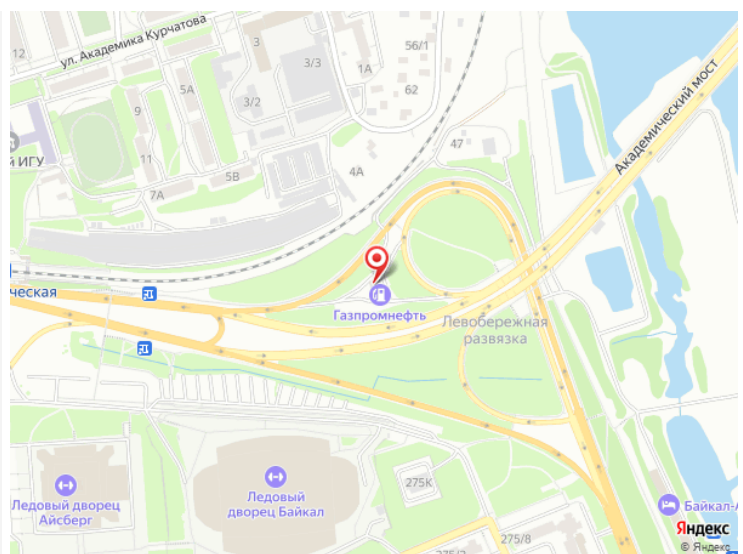 ул. Академика Курчатова
12
3
56/1
1А
3/3
62
5А
3/2
9
47
й ИГУ
11
4А
5В
7А
Академический мост
ческая
Газпромнефть
Левобережная
развязка
Ледовый дворец
Айсберг
Ледовый
дворец Байкал
275К
275/8
275/2
Байкал-А
Яндекс
© Яндекс